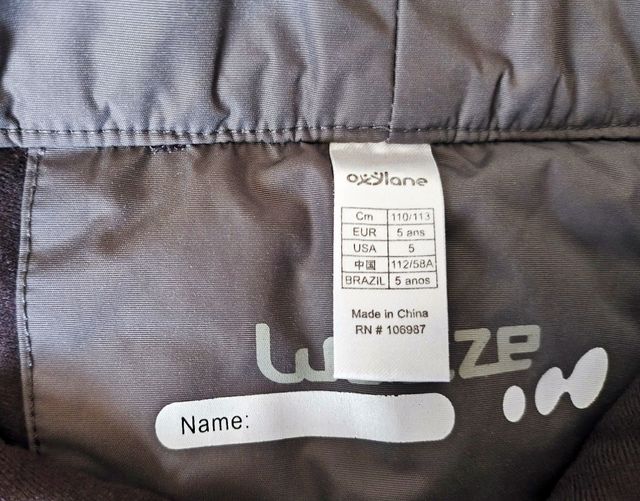 oxylane
Cm 110/113
EUR 5 ans
USA 5
中国 112/58A
BRAZIL 5 anos
Made in China
RN # 106987
Name: